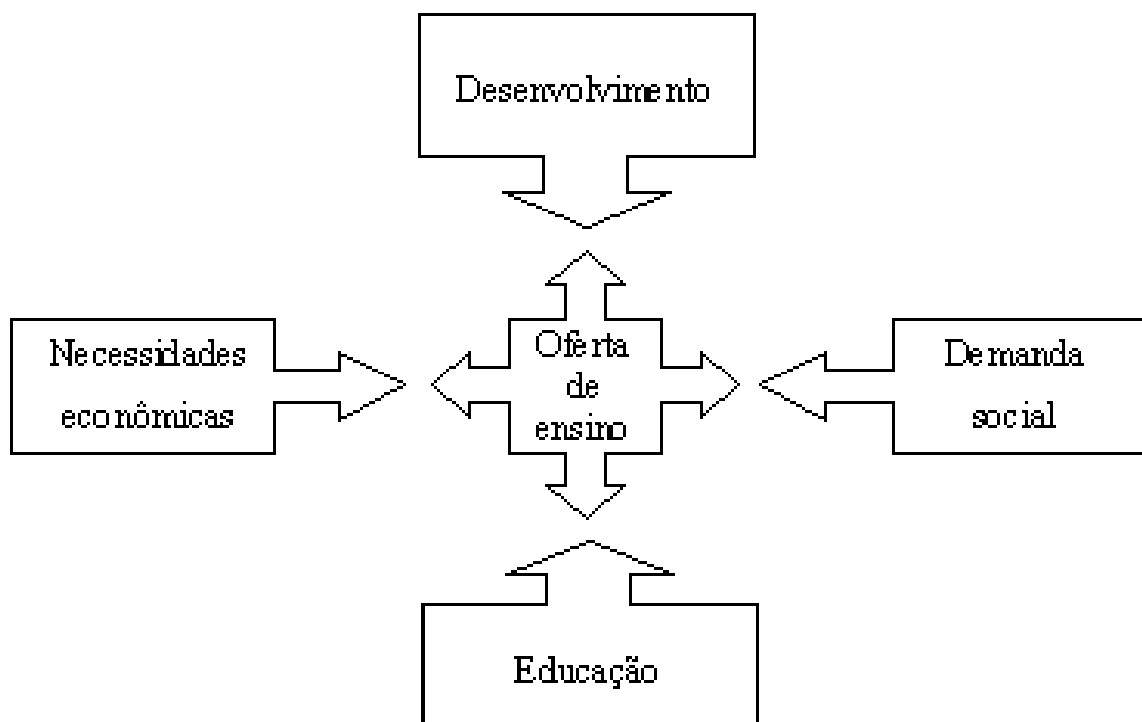 Desenvolvimento
Necessidades
econômicas
Oferta
de
ensino
Demanda
social
Educação